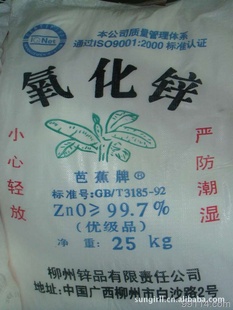 本公司质量管理体系
通过ISO9001:2000标准认证
氧化锌
小心轻放
严防潮湿
芭蕉牌®
标准号:GB/T3185-92
ZnO≥99.7%
(优级品)
净重:25kg
柳州锌品有限责任公司
地址:中国广西柳州市白沙路2号